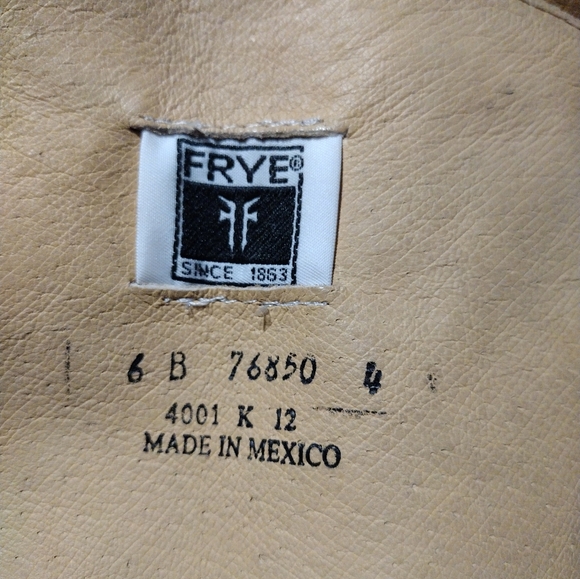 FRYE®
SINCE 1863
6 B 76850 4
4001 K 12
MADE IN MEXICO